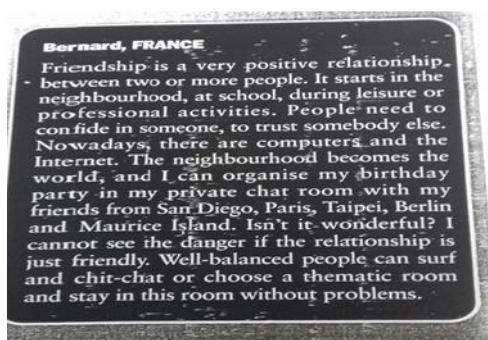 Bernard, FRANCE
Friendship is a very positive relationship
between two or more people. It starts in the
neighbourhood, at school, during leisure or
professional activities. People need to
confide in someone, to trust somebody else.
Nowadays, there are computers and the
Internet. The neighbourhood becomes the
world, and I can organise my birthday
party in my private chat room with my
friends from San Diego, Paris, Taipei, Berlin
and Maurice Island. Isn't it wonderful? I
cannot see the danger if the relationship is
just friendly. Well-balanced people can surf
and chit-chat or choose a thematic room
and stay in this room without problems.